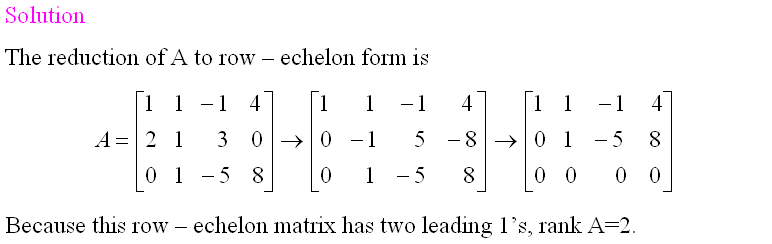 Solution
The reduction of A to row – echelon form is
A = [1 1 −1 4; 2 1 3 0; 0 1 −5 8] → [1 1 −1 4; 0 −1 5 −8; 0 1 −5 8] → [1 1 −1 4; 0 1 −5 8; 0 0 0 0]
Because this row – echelon matrix has two leading 1’s, rank A=2.